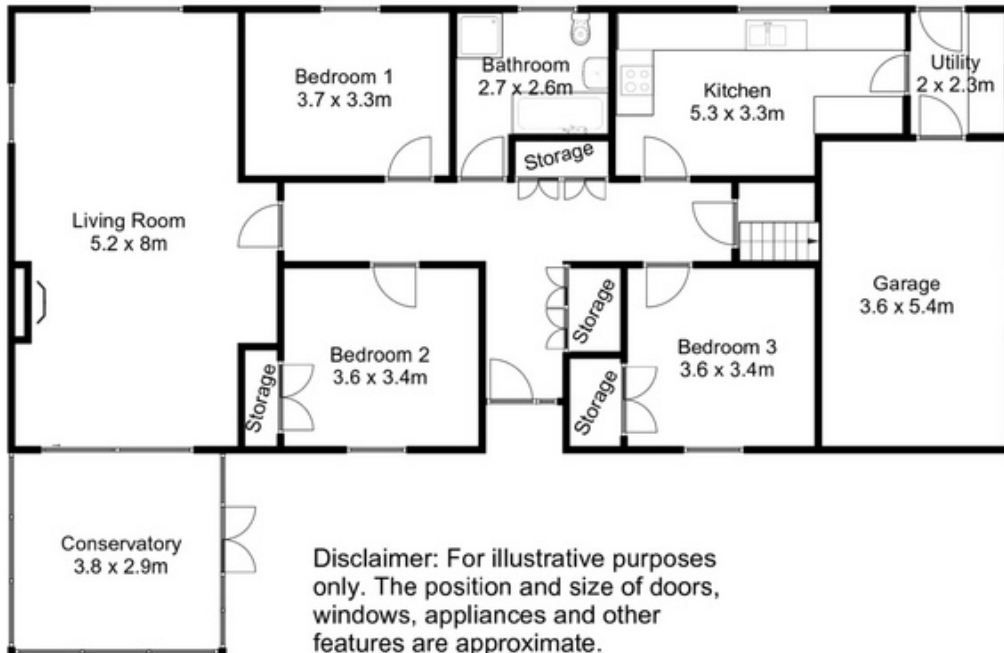 Bedroom 1
3.7 x 3.3m
Bathroom
2.7 x 2.6m
Kitchen
5.3 x 3.3m
Utility
2 x 2.3m
Storage
Living Room
5.2 x 8m
Garage
3.6 x 5.4m
Bedroom 2
3.6 x 3.4m
Storage
Storage
Storage
Bedroom 3
3.6 x 3.4m
Conservatory
3.8 x 2.9m
Disclaimer: For illustrative purposes
only. The position and size of doors,
windows, appliances and other
features are approximate.